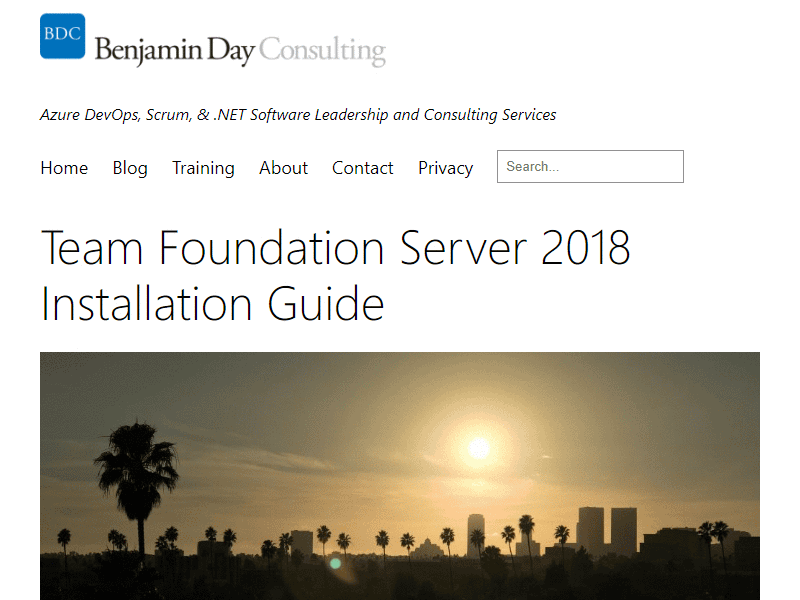 BDC
Benjamin Day Consulting
Azure DevOps, Scrum, & .NET Software Leadership and Consulting Services
Home Blog Training About Contact Privacy Search...
Team Foundation Server 2018
Installation Guide